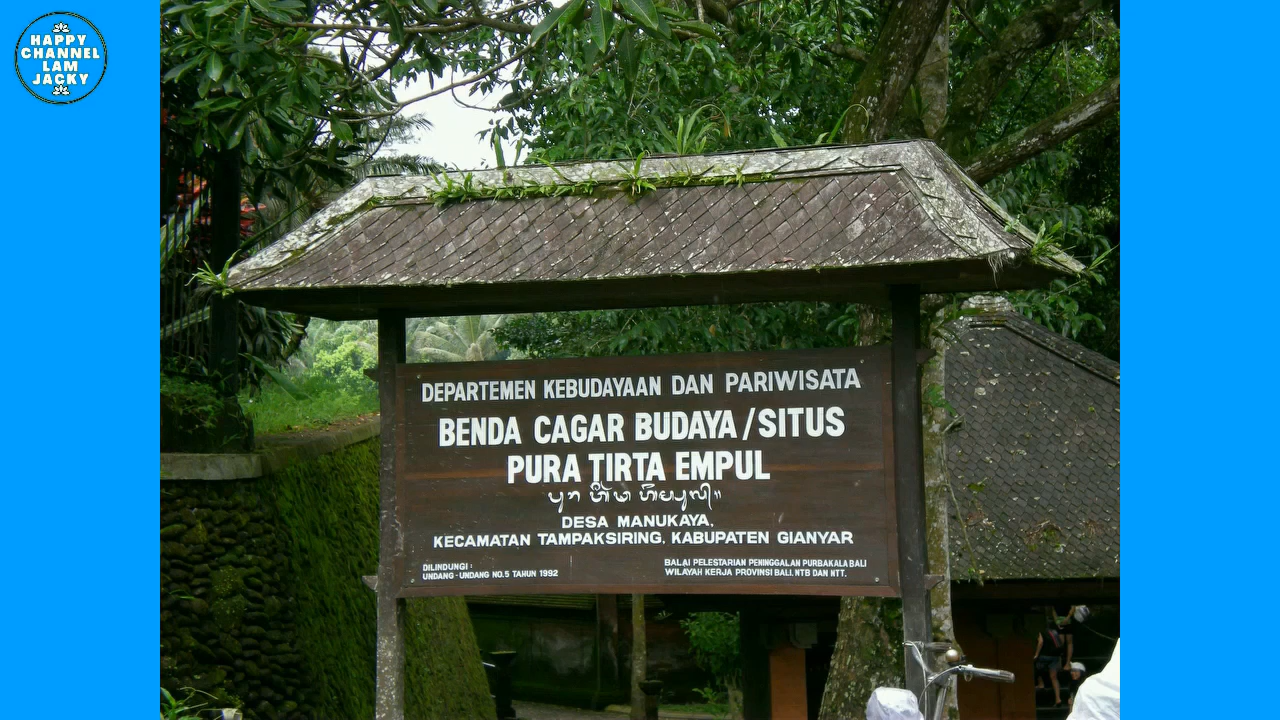 HAPPY
CHANNEL
LAM
JACKY
DEPARTEMEN KEBUDAYAAN DAN PARIWISATA
BENDA CAGAR BUDAYA/SITUS
PURA TIRTA EMPUL
DESA MANUKAYA,
KECAMATAN TAMPAKSIRING, KABUPATEN GIANYAR
DILINDUNGI :
UNDANG-UNDANG NO.5 TAHUN 1992
BALAI PELESTARIAN PENINGGALAN PURBAKALA BALI
WILAYAH KERJA PROVINSI BALI, NTB DAN NTT.